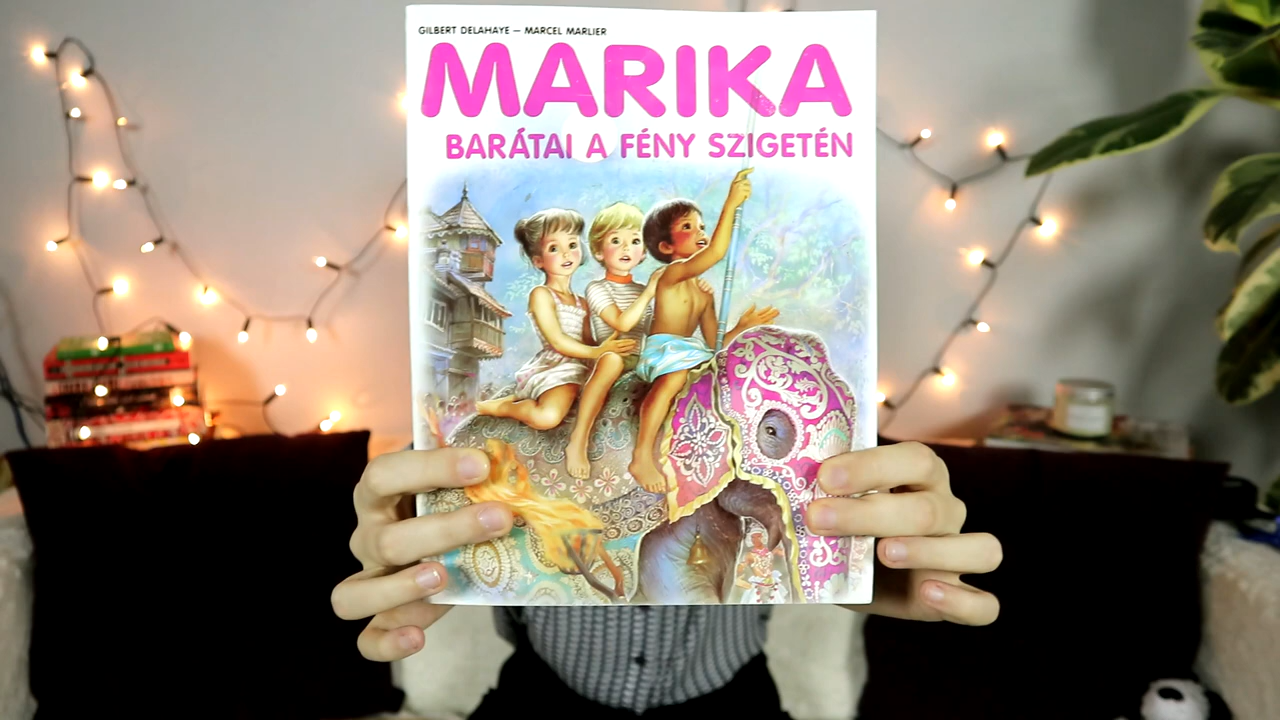 GILBERT DELAHAYE – MARCEL MARLIER
MARIKA
BARÁTAI A FÉNY SZIGETÉN